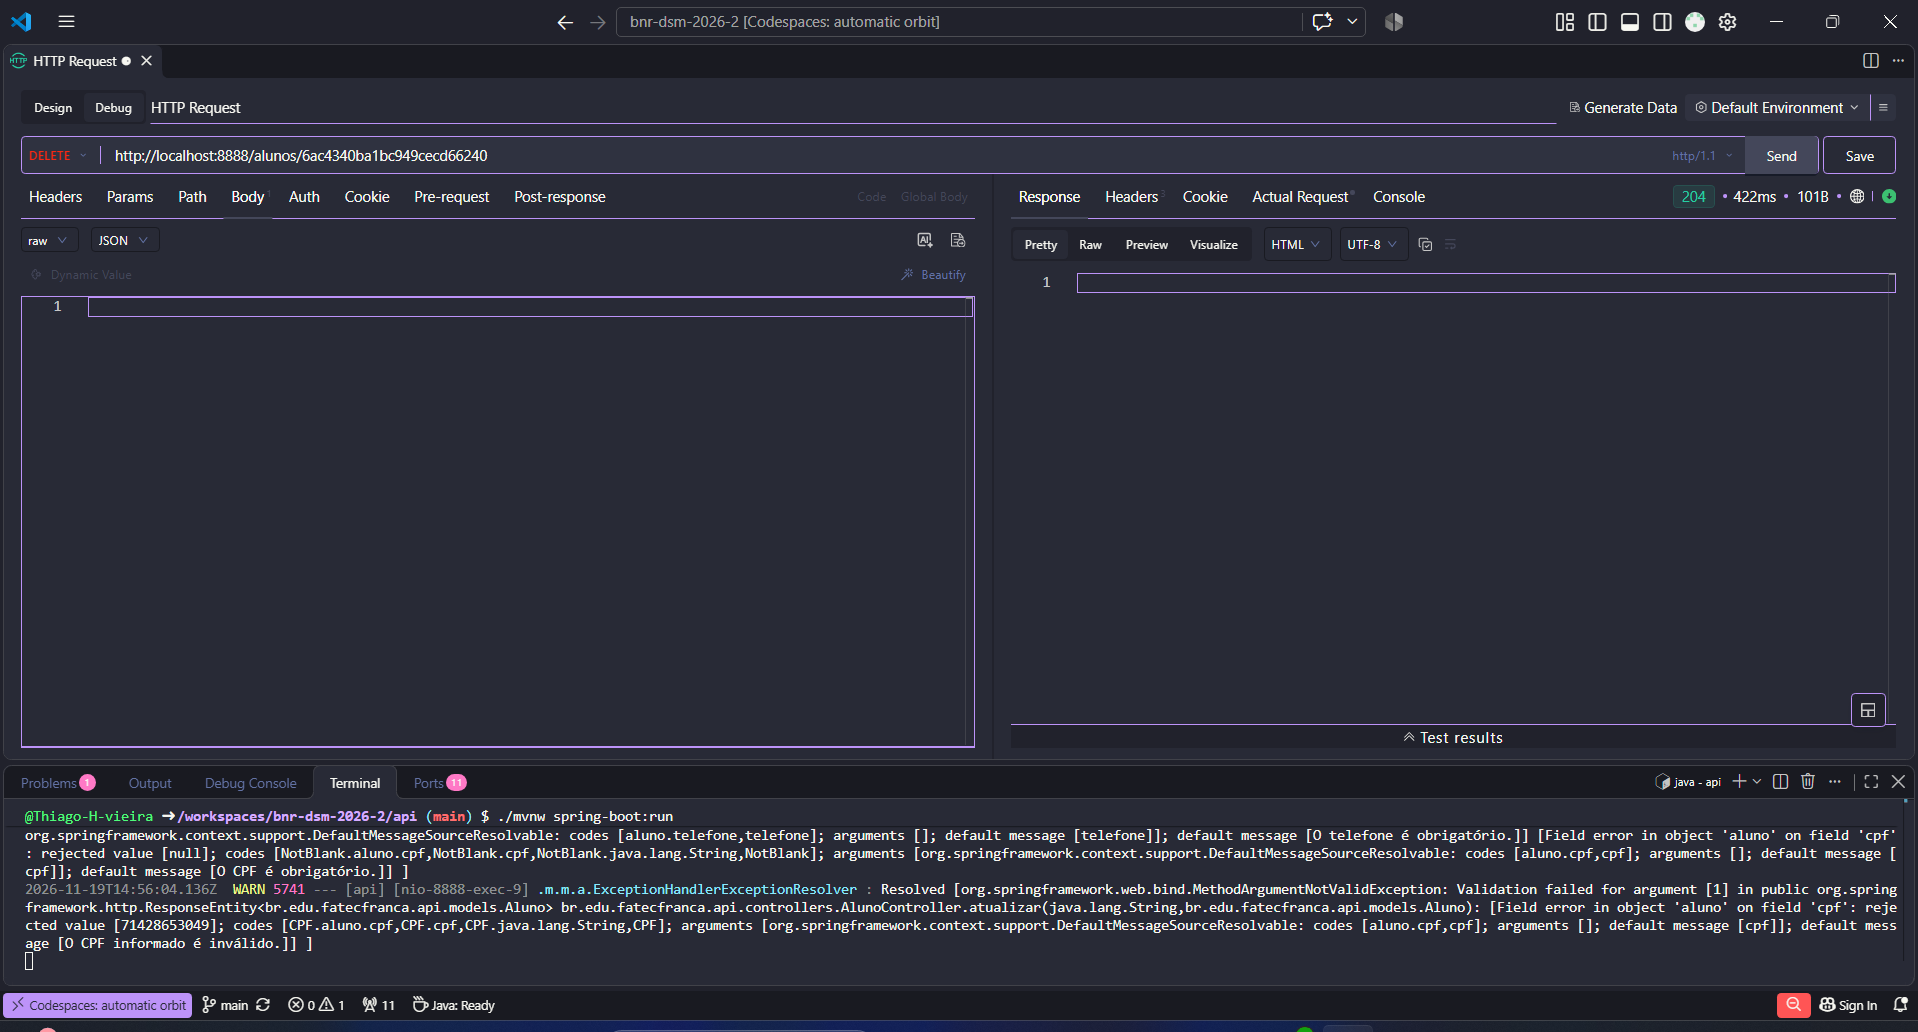 bnr-dsm-2026-2 [Codespaces: automatic orbit]
HTTP HTTP Request
Design Debug HTTP Request Generate Data Default Environment
DELETE http://localhost:8888/alunos/6ac4340ba1bc949cecd66240 http/1.1 Send Save
Headers Params Path Body 1 Auth Cookie Pre-request Post-response Code Global Body
Response Headers 3 Cookie Actual Request Console 204 • 422ms • 101B
raw JSON AI
Pretty Raw Preview Visualize HTML UTF-8
Dynamic Value Beautify
1
1
Test results
Problems 1 Output Debug Console Terminal Ports 11 java - api
@Thiago-H-vieira ➜/workspaces/bnr-dsm-2026-2/api (main) $ ./mvnw spring-boot:run
org.springframework.context.support.DefaultMessageSourceResolvable: codes [aluno.telefone,telefone]; arguments []; default message [telefone]]; default message [O telefone é obrigatório.]] [Field error in object 'aluno' on field 'cpf'
: rejected value [null]; codes [NotBlank.aluno.cpf,NotBlank.cpf,NotBlank.java.lang.String,NotBlank]; arguments [org.springframework.context.support.DefaultMessageSourceResolvable: codes [aluno.cpf,cpf]; arguments []; default message [
cpf]]; default message [O CPF é obrigatório.]] ]
2026-11-19T14:56:04.136Z WARN 5741 --- [api] [nio-8888-exec-9] .m.m.a.ExceptionHandlerExceptionResolver : Resolved [org.springframework.web.bind.MethodArgumentNotValidException: Validation failed for argument [1] in public org.spring
framework.http.ResponseEntity<br.edu.fatecfranca.api.models.Aluno> br.edu.fatecfranca.api.controllers.AlunoController.atualizar(java.lang.String,br.edu.fatecfranca.api.models.Aluno): [Field error in object 'aluno' on field 'cpf': reje
cted value [71428653049]; codes [CPF.aluno.cpf,CPF.cpf,CPF.java.lang.String,CPF]; arguments [org.springframework.context.support.DefaultMessageSourceResolvable: codes [aluno.cpf,cpf]; arguments []; default message [cpf]]; default mess
age [O CPF informado é inválido.]] ]
Codespaces: automatic orbit main 0 1 11 Java: Ready Sign In